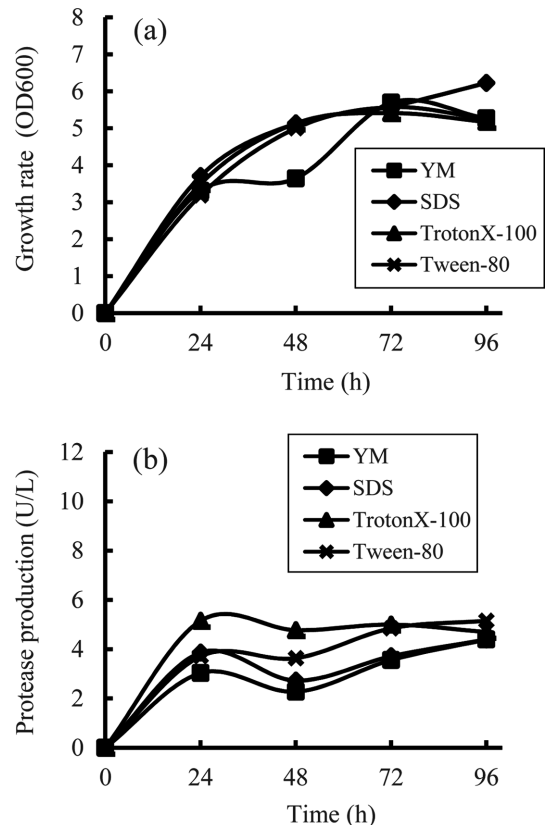 (a)
Growth rate (OD600)
8
7
6
5
4
3
2
1
0
YM
SDS
TrotonX-100
Tween-80
0 24 48 72 96
Time (h)
(b)
Protease production (U/L)
12
10
8
6
4
2
0
YM
SDS
TrotonX-100
Tween-80
0 24 48 72 96
Time (h)